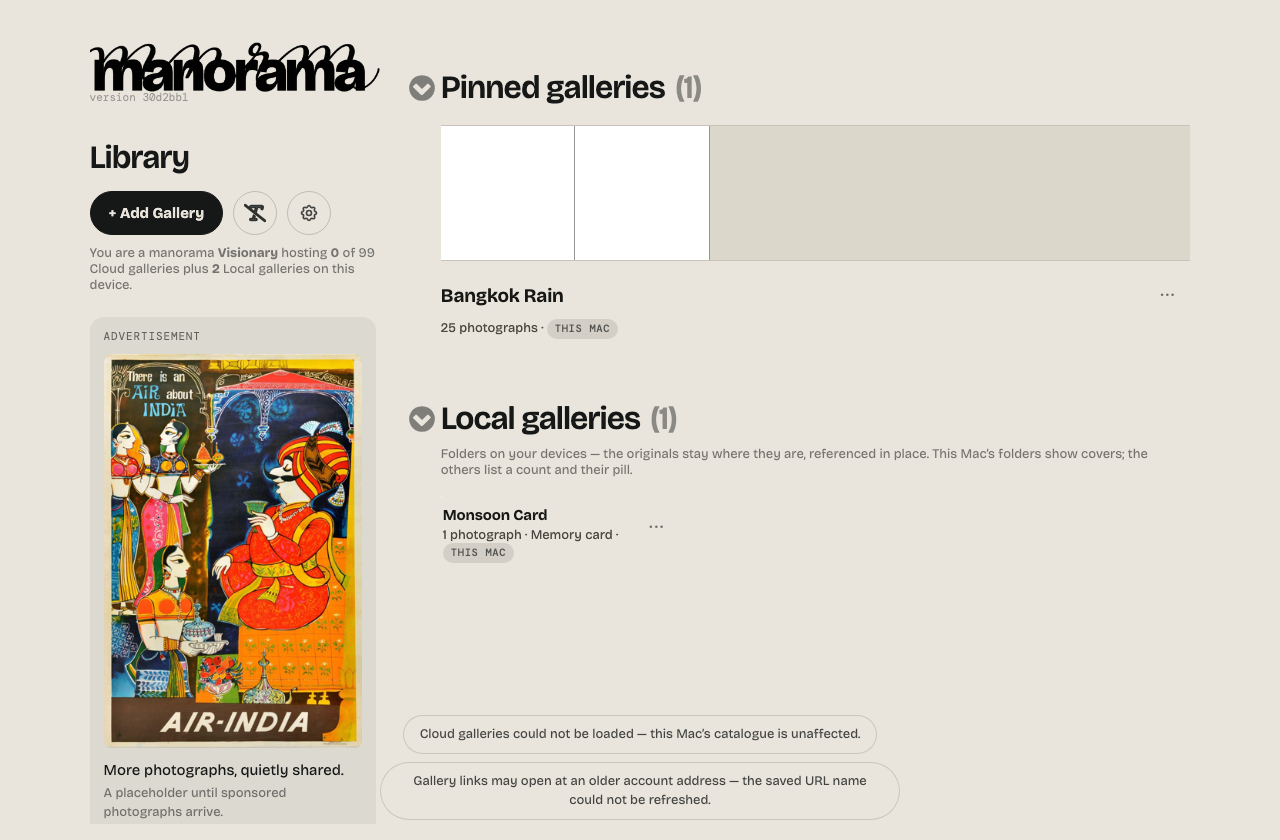 manorama
version 30d2bb1
Library
+ Add Gallery
You are a manorama Visionary hosting 0 of 99
Cloud galleries plus 2 Local galleries on this
device.
ADVERTISEMENT
There is an
AIR about
INDIA
AIR-INDIA
More photographs, quietly shared.
A placeholder until sponsored
photographs arrive.
Pinned galleries (1)
Bangkok Rain
25 photographs · THIS MAC
Local galleries (1)
Folders on your devices — the originals stay where they are, referenced in place. This Mac's folders show covers; the
others list a count and their pill.
Monsoon Card
1 photograph · Memory card ·
THIS MAC
Cloud galleries could not be loaded — this Mac's catalogue is unaffected.
Gallery links may open at an older account address — the saved URL name
could not be refreshed.